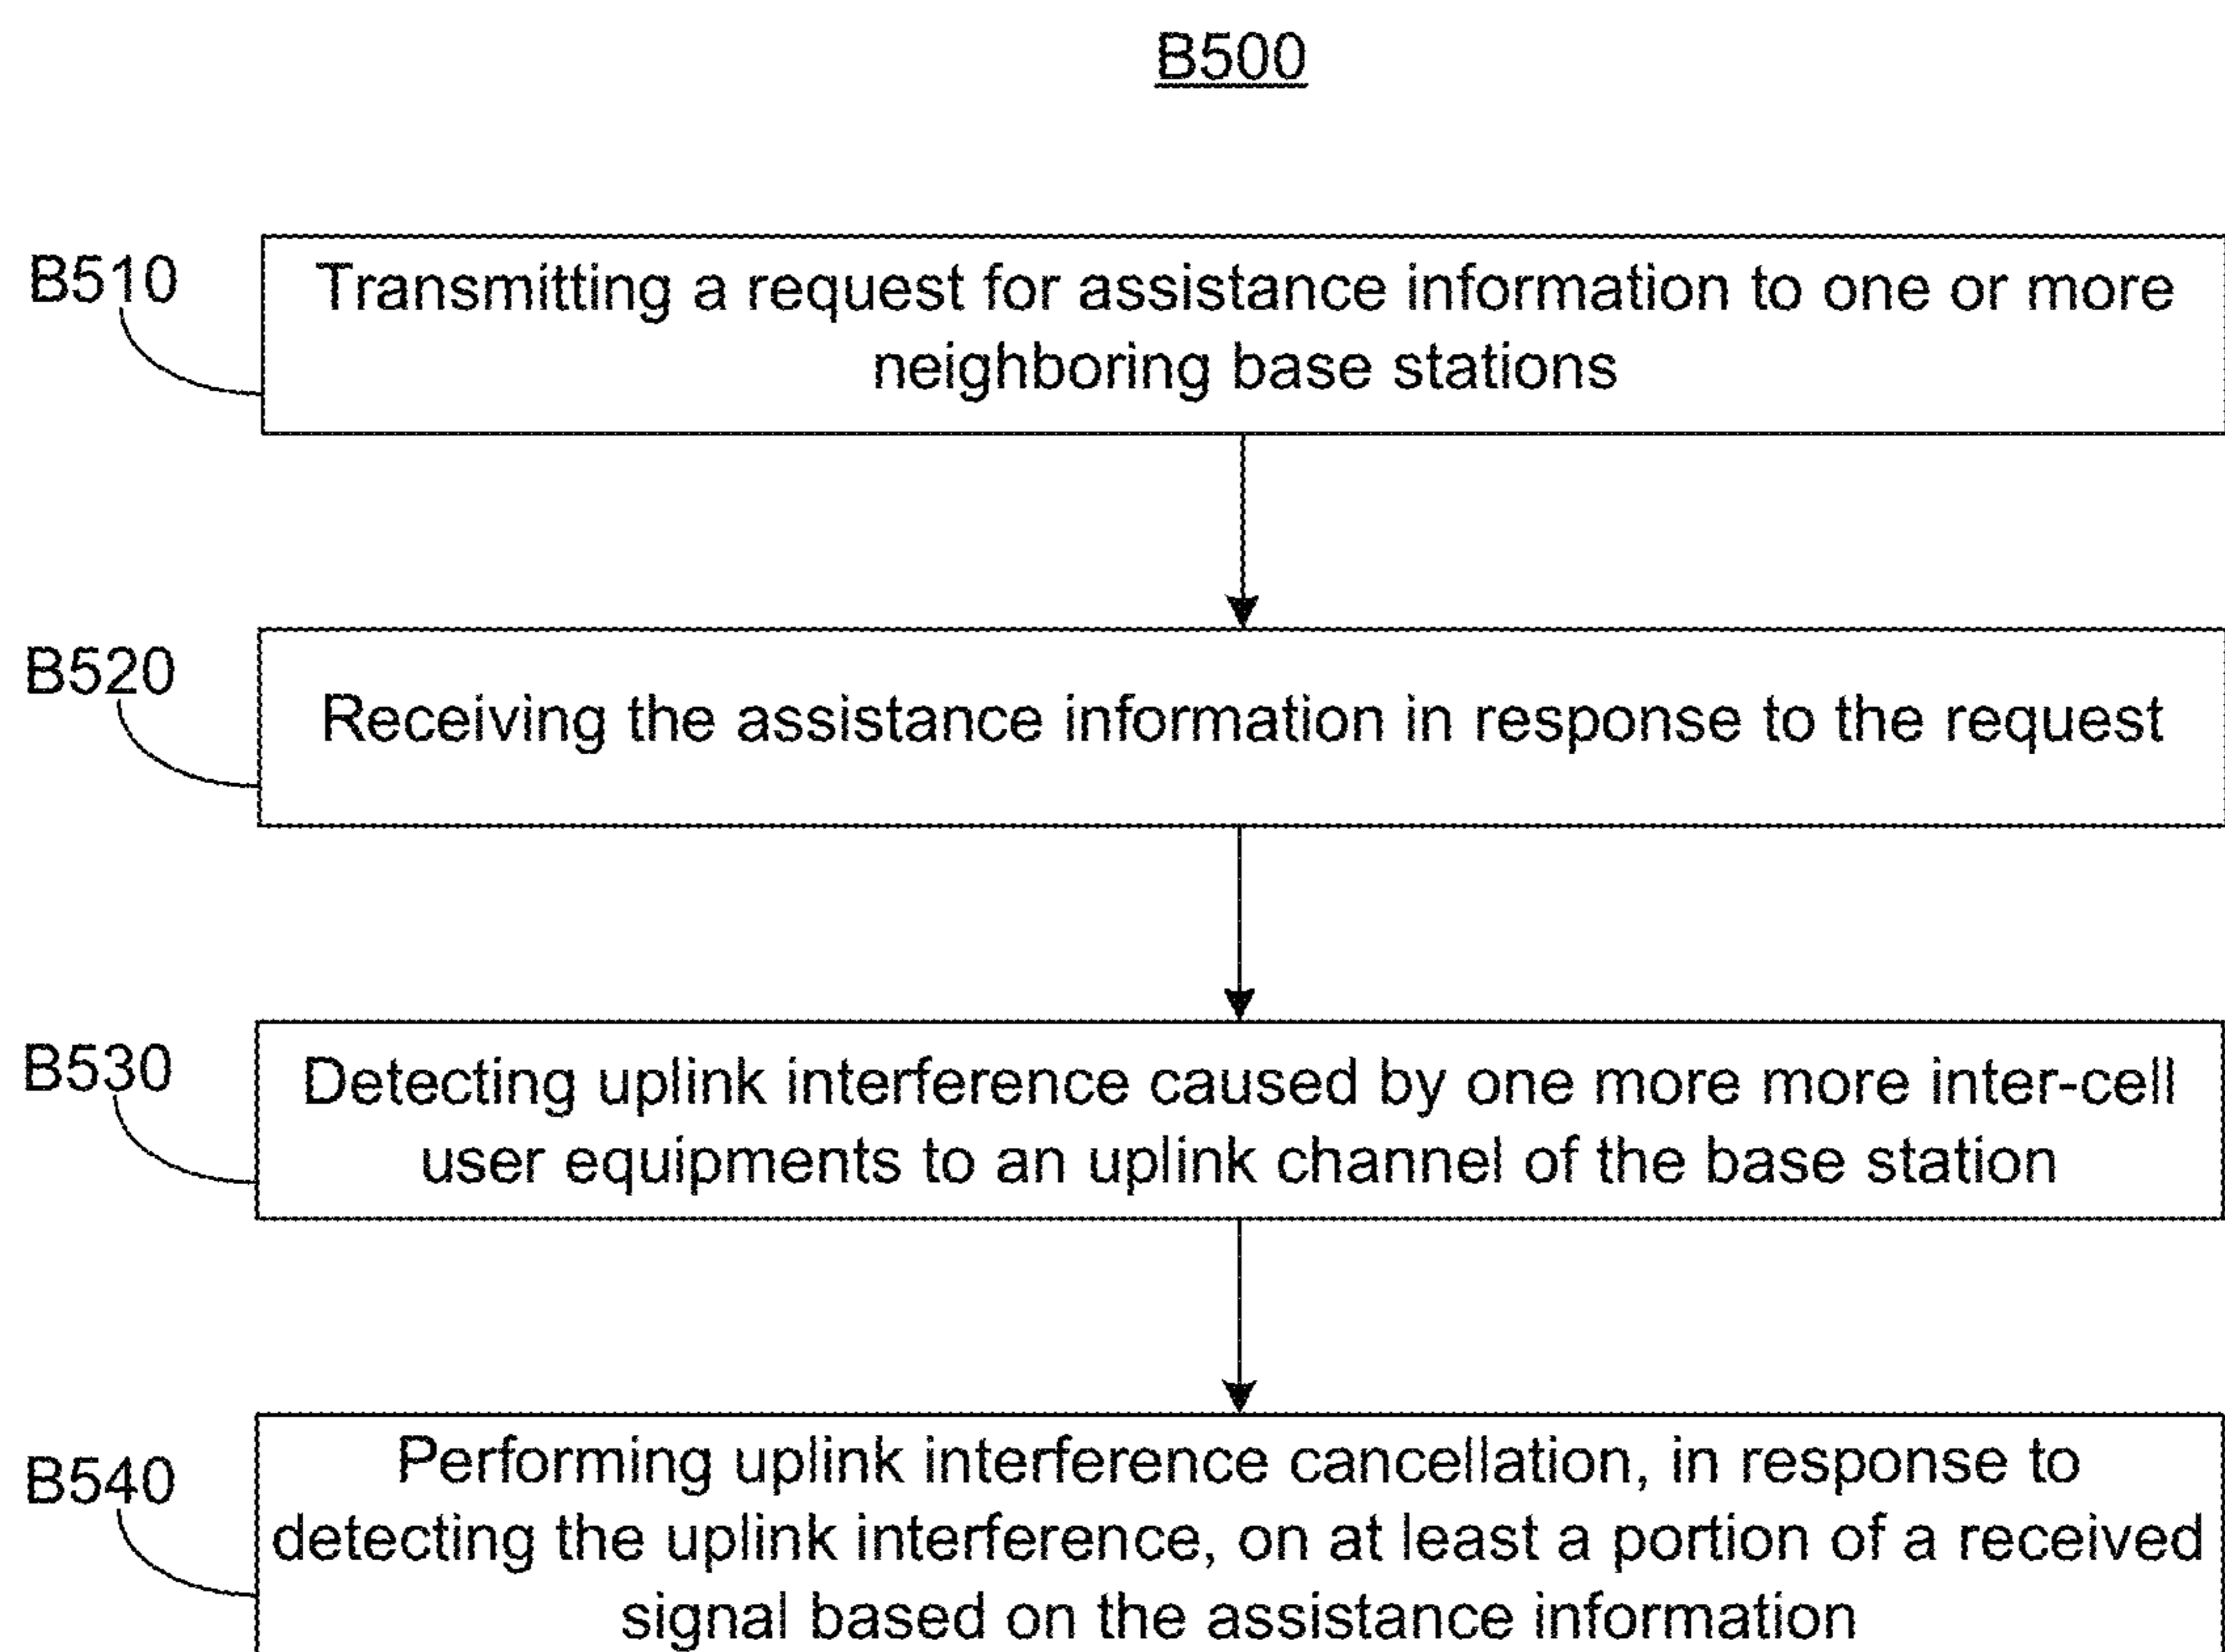 B500
B510
Transmitting a request for assistance information to one or more
neighboring base stations
B520
Receiving the assistance information in response to the request
B530
Detecting uplink interference caused by one more more inter-cell
user equipments to an uplink channel of the base station
B540
Performing uplink interference cancellation, in response to
detecting the uplink interference, on at least a portion of a received
signal based on the assistance information